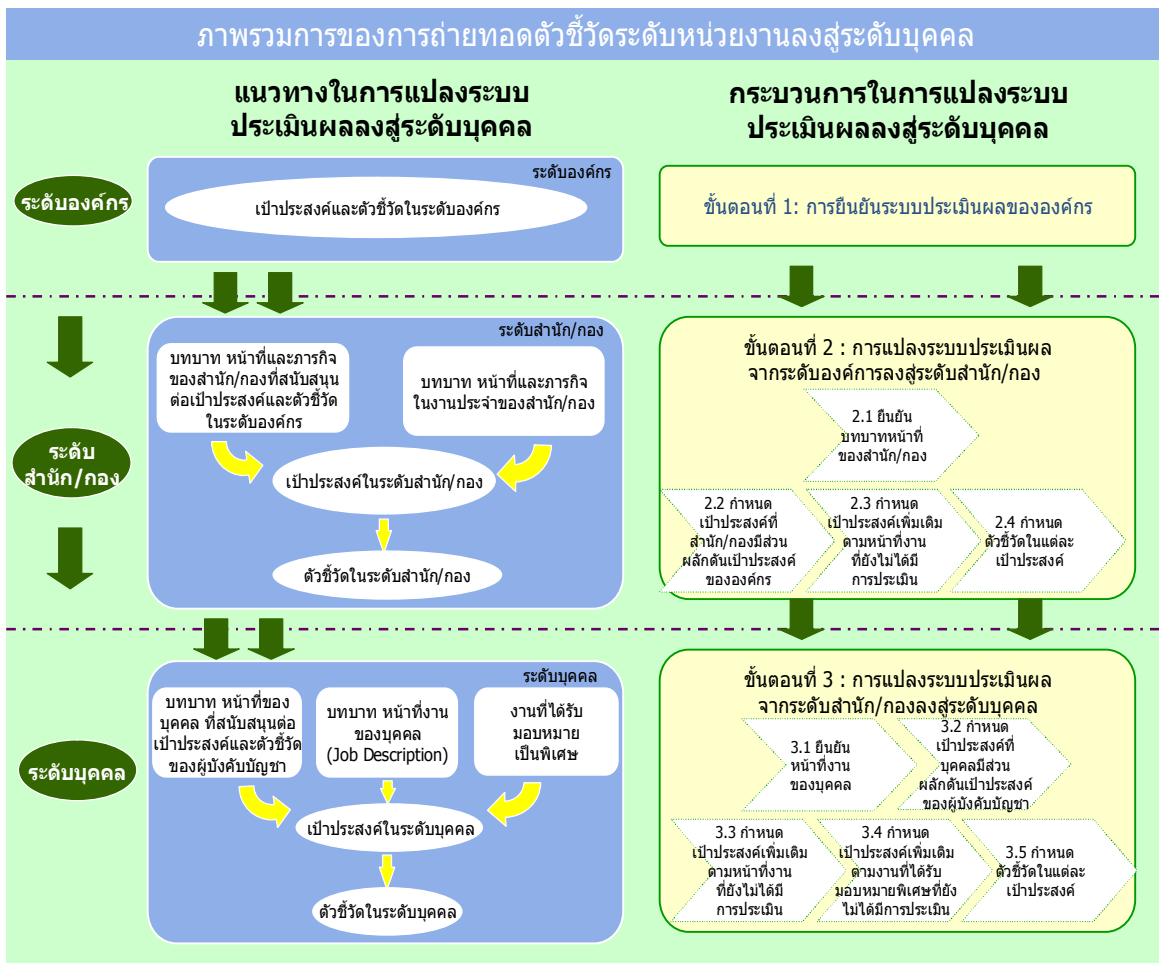 ภาพรวมการของการถ่ายทอดตัวชี้วัดระดับหน่วยงานลงสู่ระดับบุคคล
แนวทางในการแปลงระบบ
ประเมินผลลงสู่ระดับบุคคล
กระบวนการในการแปลงระบบ
ประเมินผลลงสู่ระดับบุคคล
ระดับองค์กร
ระดับองค์กร
เป้าประสงค์และตัวชี้วัดในระดับองค์กร
ขั้นตอนที่ 1: การยืนยันระบบประเมินผลขององค์กร
ระดับ
สำนัก/กอง
ระดับสำนัก/กอง
บทบาท หน้าที่และภารกิจ
ของสำนัก/กองที่สนับสนุน
ต่อเป้าประสงค์และตัวชี้วัด
ในระดับองค์กร
บทบาท หน้าที่และภารกิจ
ในงานประจำของสำนัก/กอง
เป้าประสงค์ในระดับสำนัก/กอง
ตัวชี้วัดในระดับสำนัก/กอง
ขั้นตอนที่ 2 : การแปลงระบบประเมินผล
จากระดับองค์การลงสู่ระดับสำนัก/กอง
2.1 ยืนยัน
บทบาทหน้าที่
ของสำนัก/กอง
2.2 กำหนด
เป้าประสงค์ที่
สำนัก/กองมีส่วน
ผลักดันเป้าประสงค์
ขององค์กร
2.3 กำหนด
เป้าประสงค์เพิ่มเติม
ตามหน้าที่งาน
ที่ยังไม่ได้มี
การประเมิน
2.4 กำหนด
ตัวชี้วัดในแต่ละ
เป้าประสงค์
ระดับบุคคล
ระดับบุคคล
บทบาท หน้าที่ของ
บุคคล ที่สนับสนุนต่อ
เป้าประสงค์และตัวชี้วัด
ของผู้บังคับบัญชา
บทบาท หน้าที่งาน
ของบุคคล
(Job Description)
งานที่ได้รับ
มอบหมาย
เป็นพิเศษ
เป้าประสงค์ในระดับบุคคล
ตัวชี้วัดในระดับบุคคล
ขั้นตอนที่ 3 : การแปลงระบบประเมินผล
จากระดับสำนัก/กองลงสู่ระดับบุคคล
3.1 ยืนยัน
หน้าที่งาน
ของบุคคล
3.2 กำหนด
เป้าประสงค์ที่
บุคคลมีส่วน
ผลักดันเป้าประสงค์
ของผู้บังคับบัญชา
3.3 กำหนด
เป้าประสงค์เพิ่มเติม
ตามหน้าที่งาน
ที่ยังไม่ได้มี
การประเมิน
3.4 กำหนด
เป้าประสงค์เพิ่มเติม
ตามงานที่ได้รับ
มอบหมายพิเศษที่ยัง
ไม่ได้มีการประเมิน
3.5 กำหนด
ตัวชี้วัดในแต่ละ
เป้าประสงค์